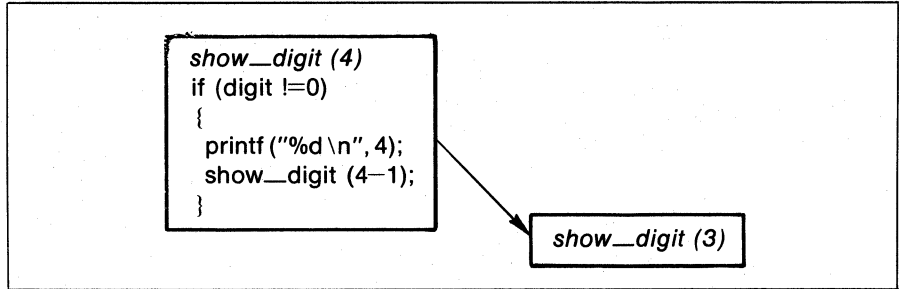 show_digit (4)
if (digit !=0)
{
printf ("%d \n", 4);
show_digit (4-1);
}
show_digit (3)